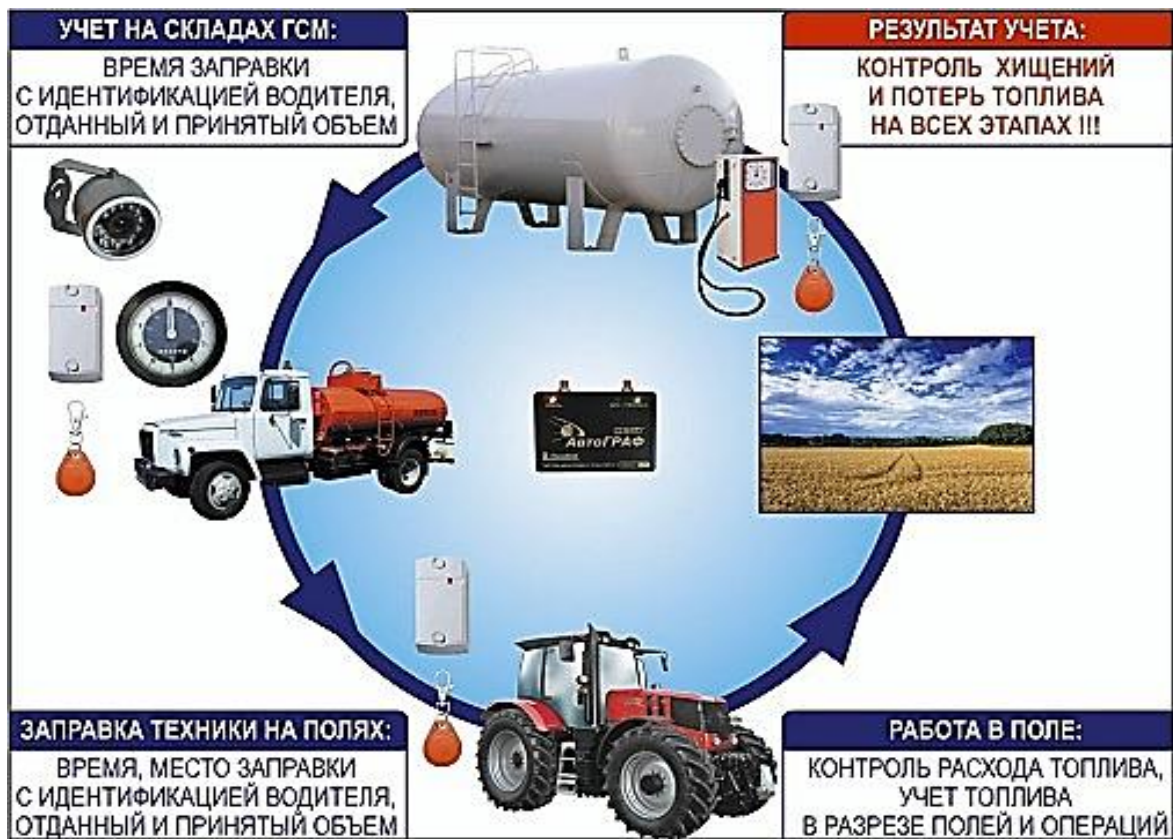 УЧЕТ НА СКЛАДАХ ГСМ:
ВРЕМЯ ЗАПРАВКИ
С ИДЕНТИФИКАЦИЕЙ ВОДИТЕЛЯ,
ОТДАННЫЙ И ПРИНЯТЫЙ ОБЪЕМ
РЕЗУЛЬТАТ УЧЕТА:
КОНТРОЛЬ ХИЩЕНИЙ
И ПОТЕРЬ ТОПЛИВА
НА ВСЕХ ЭТАПАХ !!!
АвтоГРАФ
ЗАПРАВКА ТЕХНИКИ НА ПОЛЯХ:
ВРЕМЯ, МЕСТО ЗАПРАВКИ
С ИДЕНТИФИКАЦИЕЙ ВОДИТЕЛЯ,
ОТДАННЫЙ И ПРИНЯТЫЙ ОБЪЕМ
РАБОТА В ПОЛЕ:
КОНТРОЛЬ РАСХОДА ТОПЛИВА,
УЧЕТ ТОПЛИВА
В РАЗРЕЗЕ ПОЛЕЙ И ОПЕРАЦИЙ